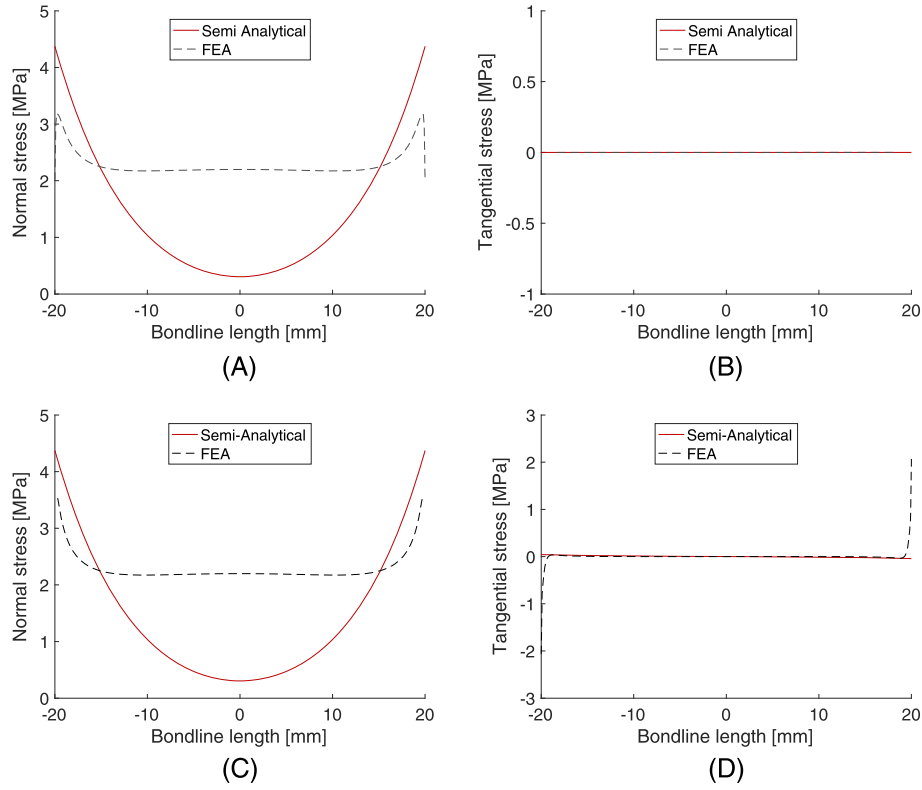 Normal stress [MPa]
5
4
3
2
1
0
Semi Analytical
FEA
-20
-10
0
10
20
Bondline length [mm]
(A)
Tangential stress [MPa]
1
0.5
0
-0.5
-1
Semi Analytical
FEA
-20
-10
0
10
20
Bondline length [mm]
(B)
Normal stress [MPa]
5
4
3
2
1
0
Semi-Analytical
FEA
-20
-10
0
10
20
Bondline length [mm]
(C)
Tangential stress [MPa]
3
2
1
0
-1
-2
-3
Semi-Analytical
FEA
-20
-10
0
10
20
Bondline length [mm]
(D)